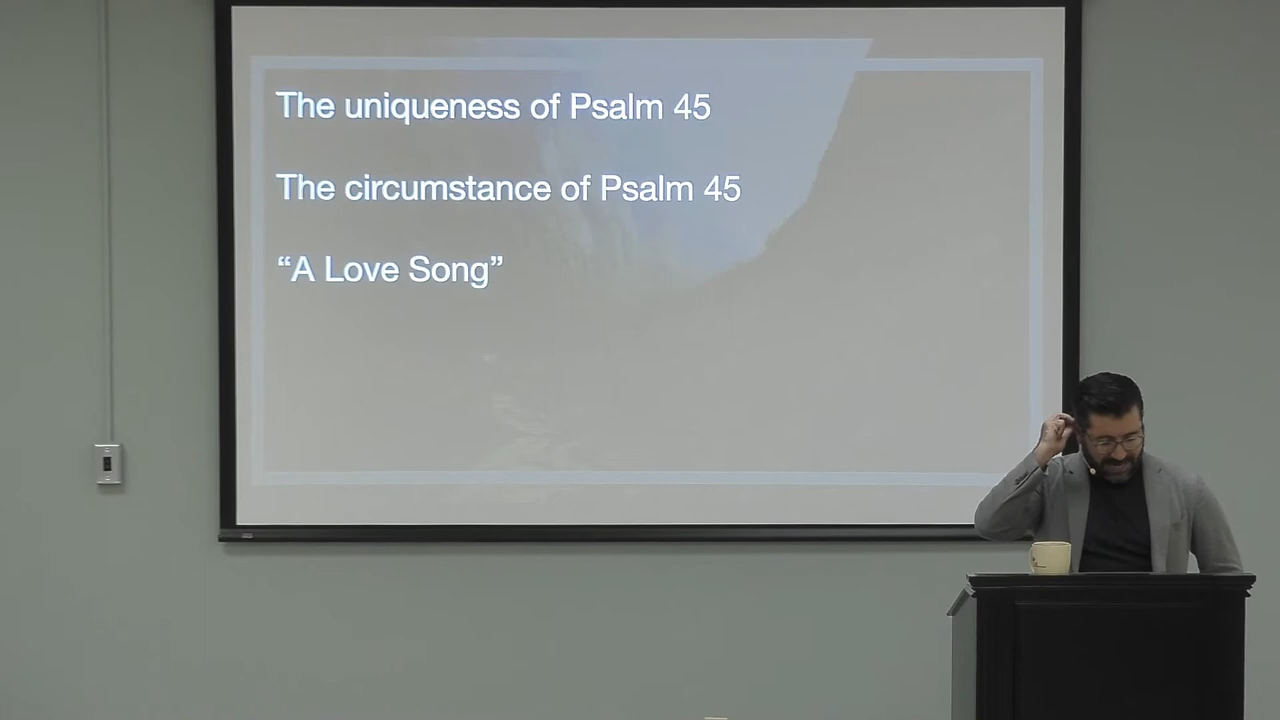 The uniqueness of Psalm 45
The circumstance of Psalm 45
“A Love Song”